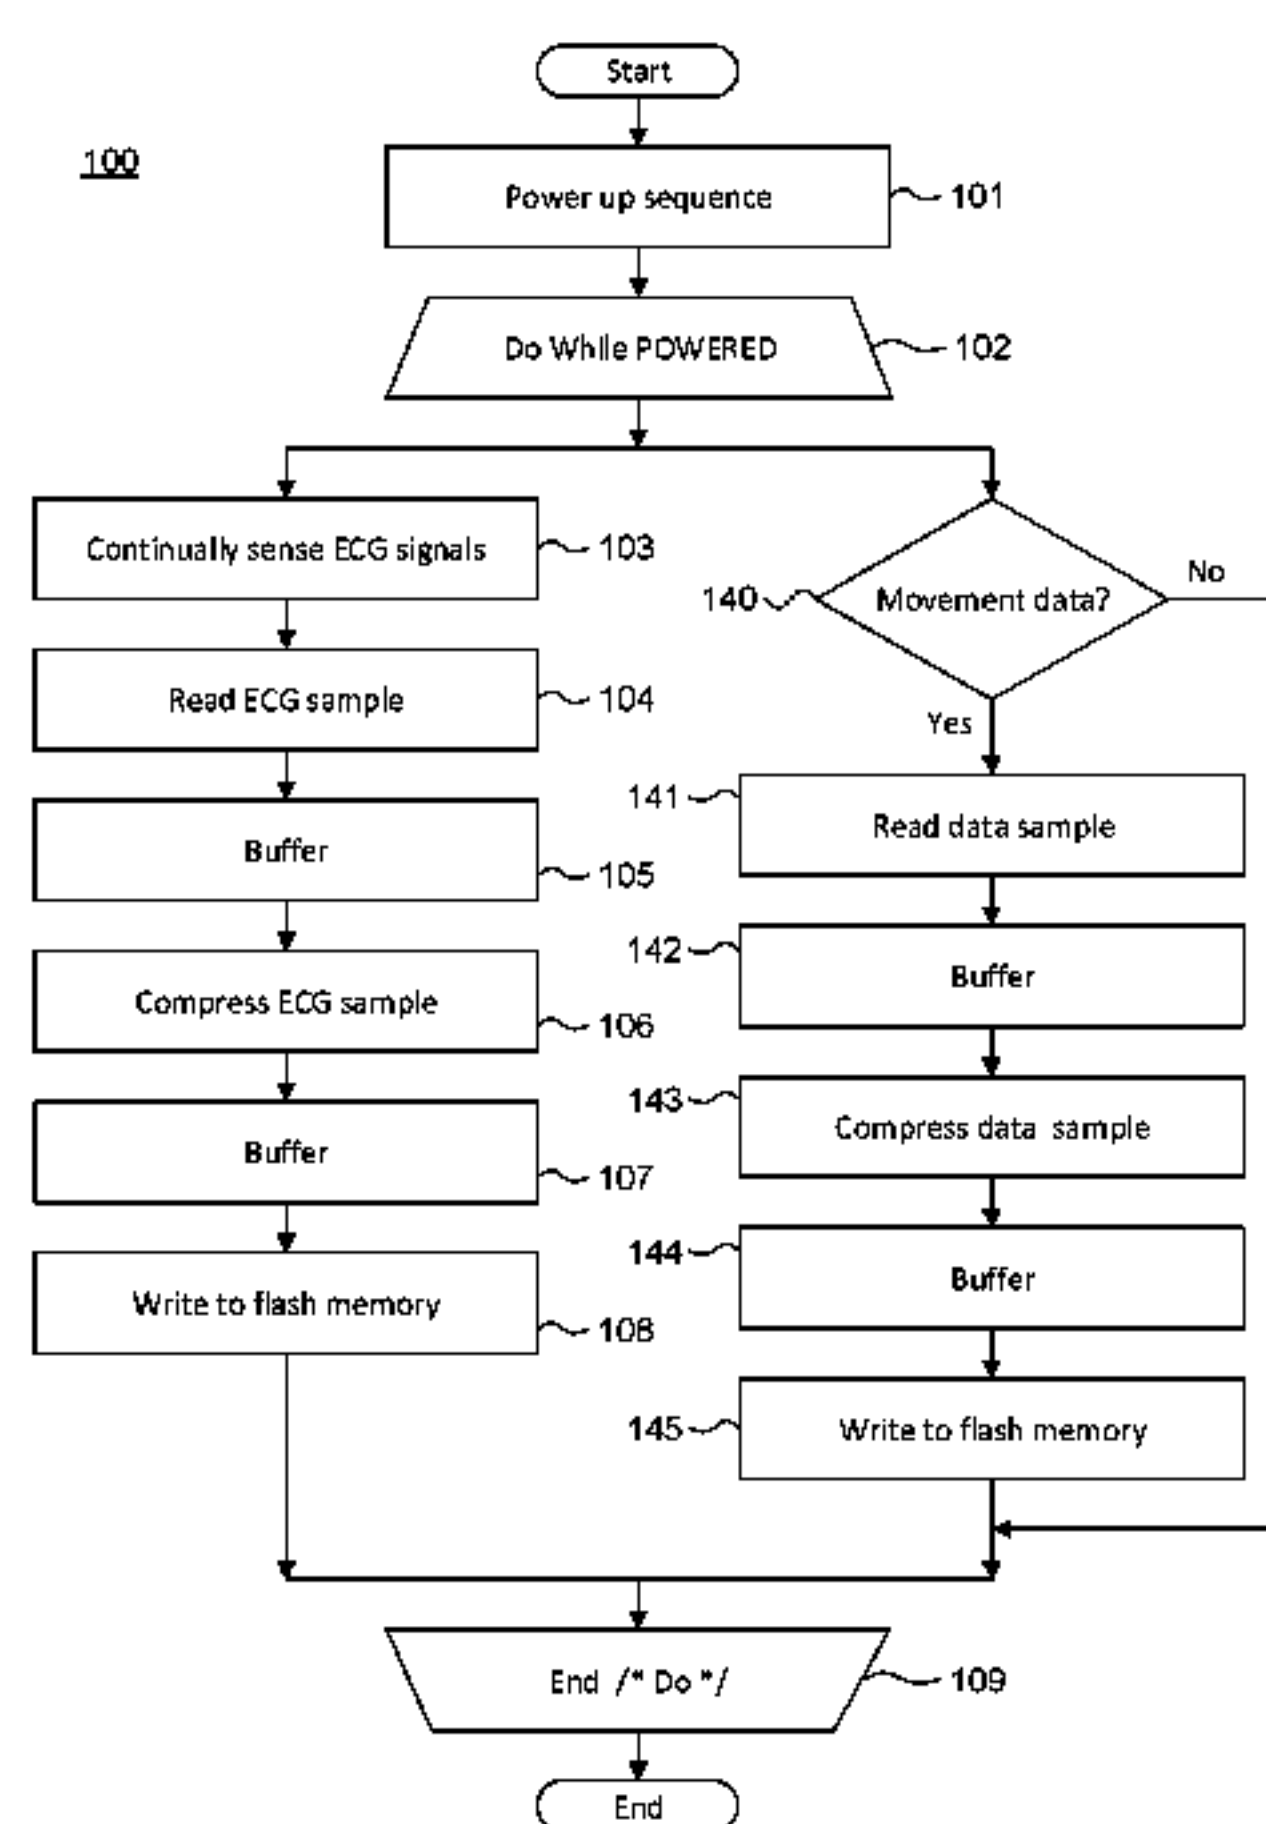 Start
100
Power up sequence
101
Do While POWERED
102
Continually sense ECG signals
103
140
Movement data?
No
Read ECG sample
104
Yes
141
Read data sample
Buffer
105
142
Buffer
Compress ECG sample
106
143
Compress data sample
Buffer
107
144
Buffer
Write to flash memory
108
145
Write to flash memory
End /* Do */
109
End